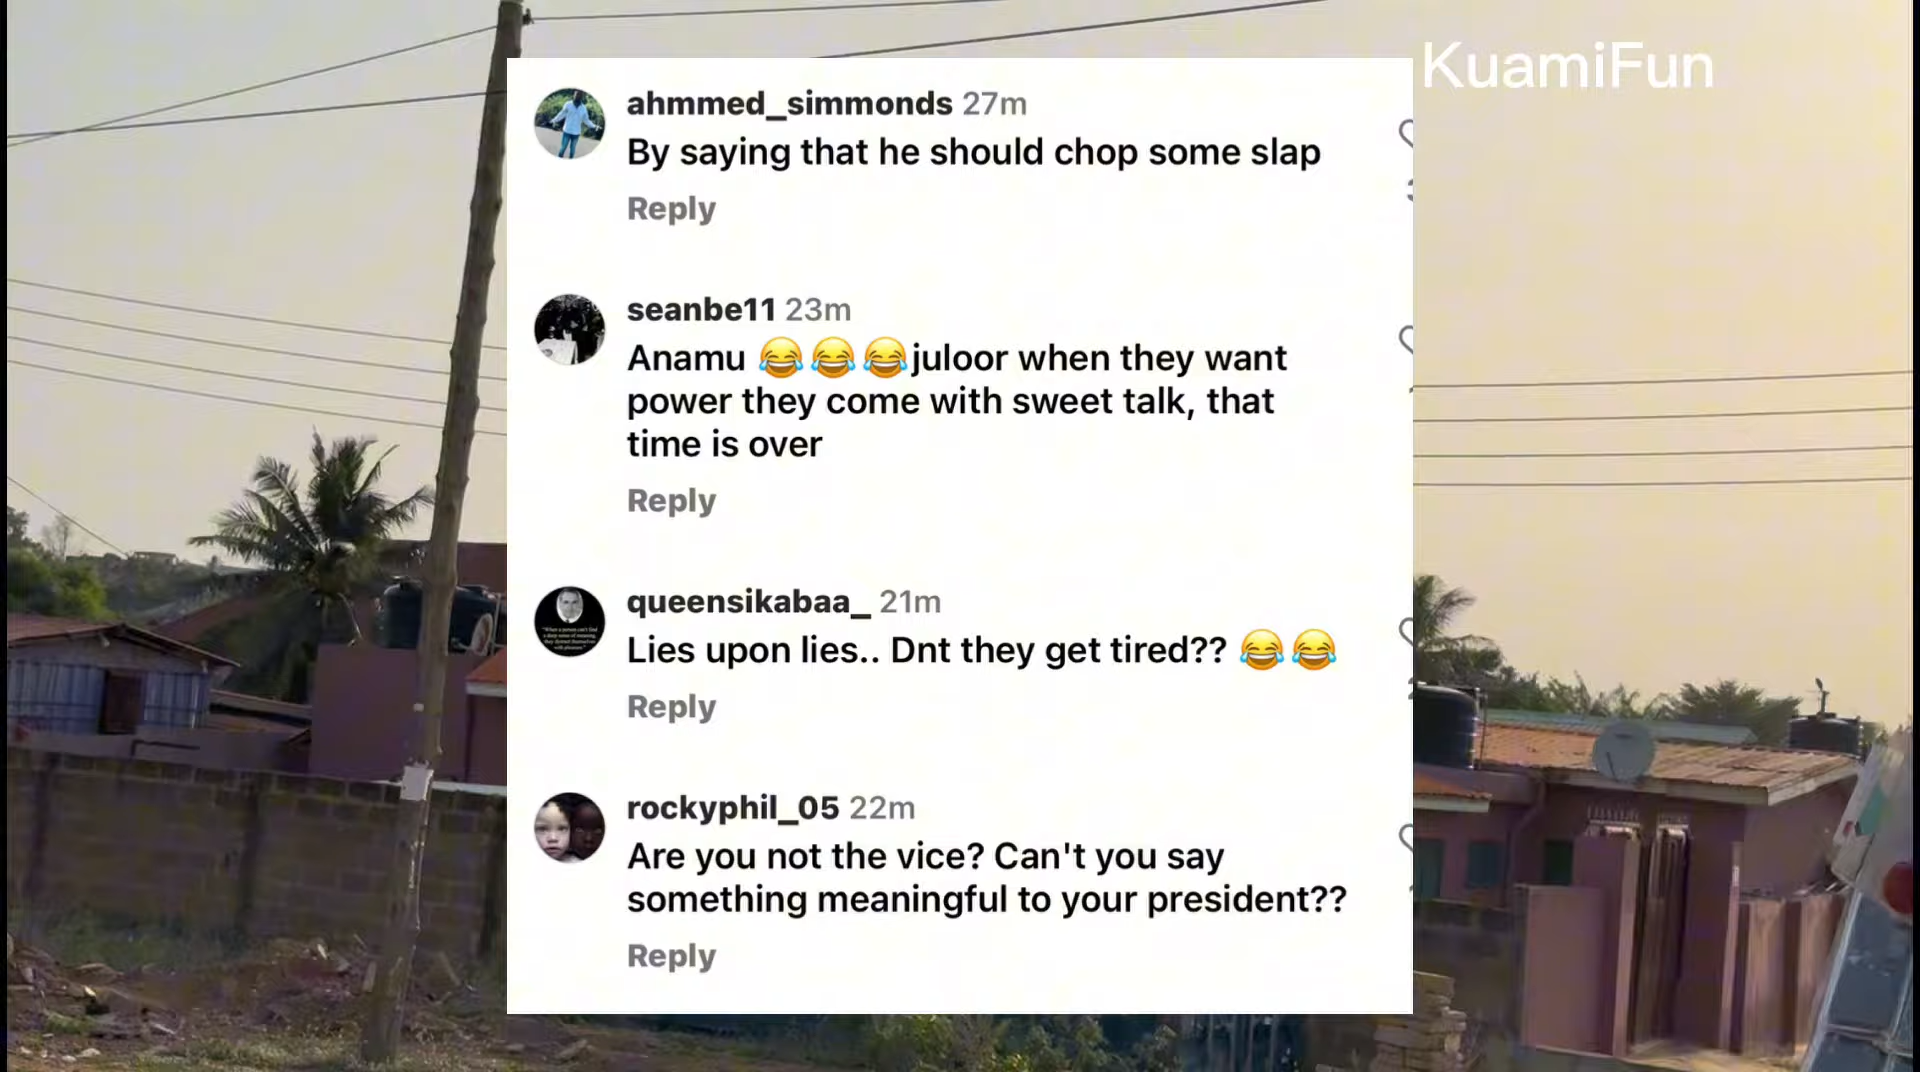 KuamiFun
ahmmed_simmonds 27m
By saying that he should chop some slap
Reply
seanbe11 23m
Anamu 😂😂😂juloor when they want
power they come with sweet talk, that
time is over
Reply
queensikabaa_ 21m
Lies upon lies.. Dnt they get tired?? 😂😂
Reply
rockyphil_05 22m
Are you not the vice? Can't you say
something meaningful to your president??
Reply